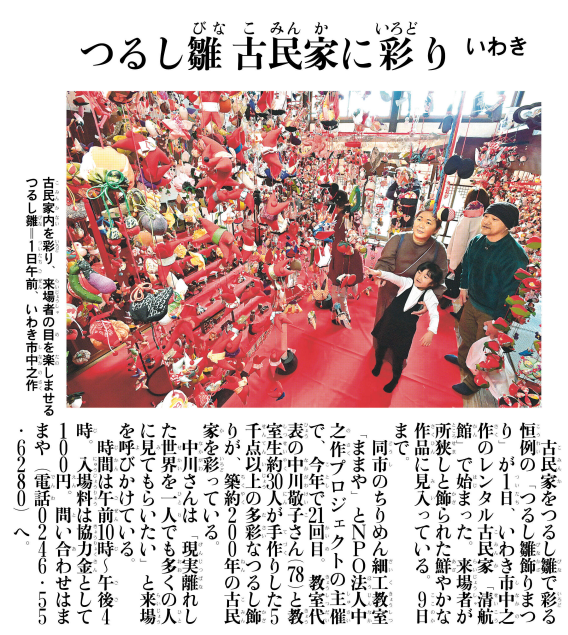 つるし雛 古民家に彩り いわき
古民家内を彩り、来場者の目を楽しませる
つるし雛=1日午前、いわき市中之作
古民家をつるし雛で彩る
恒例の「つるし雛飾りまつ
り」が1日、いわき市中之
作のレンタル古民家「清航
館」で始まった。来場者が
所狭しと飾られた鮮やかな
作品に見入っている。9日
まで。
同市のちりめん細工教室
「ままや」とNPO法人中
之作プロジェクトの主催
で、今年で21回目。教室代
表の中川敬子さん(78)と教
室生約30人が手作りした5
千点以上の多彩なつるし飾
りが、築約200年の古民
家を彩っている。
中川さんは「現実離れし
た世界を一人でも多くの人
に見てもらいたい」と来場
を呼びかけている。
時間は午前10時～午後4
時。入場料は協力金として
100円。問い合わせはま
まや(電話0246・55
・6280)へ。